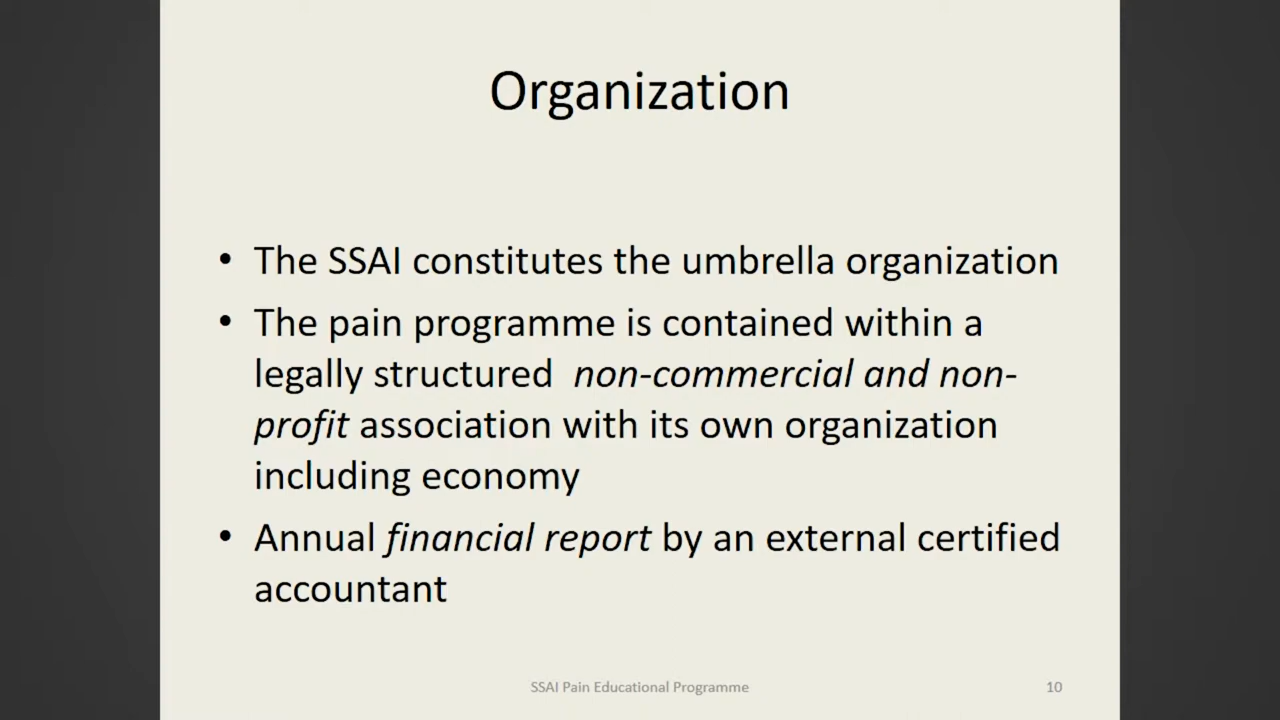 Organization
• The SSAI constitutes the umbrella organization
• The pain programme is contained within a
legally structured  non-commercial and non-
profit association with its own organization
including economy
• Annual financial report by an external certified
accountant
SSAI Pain Educational Programme
10